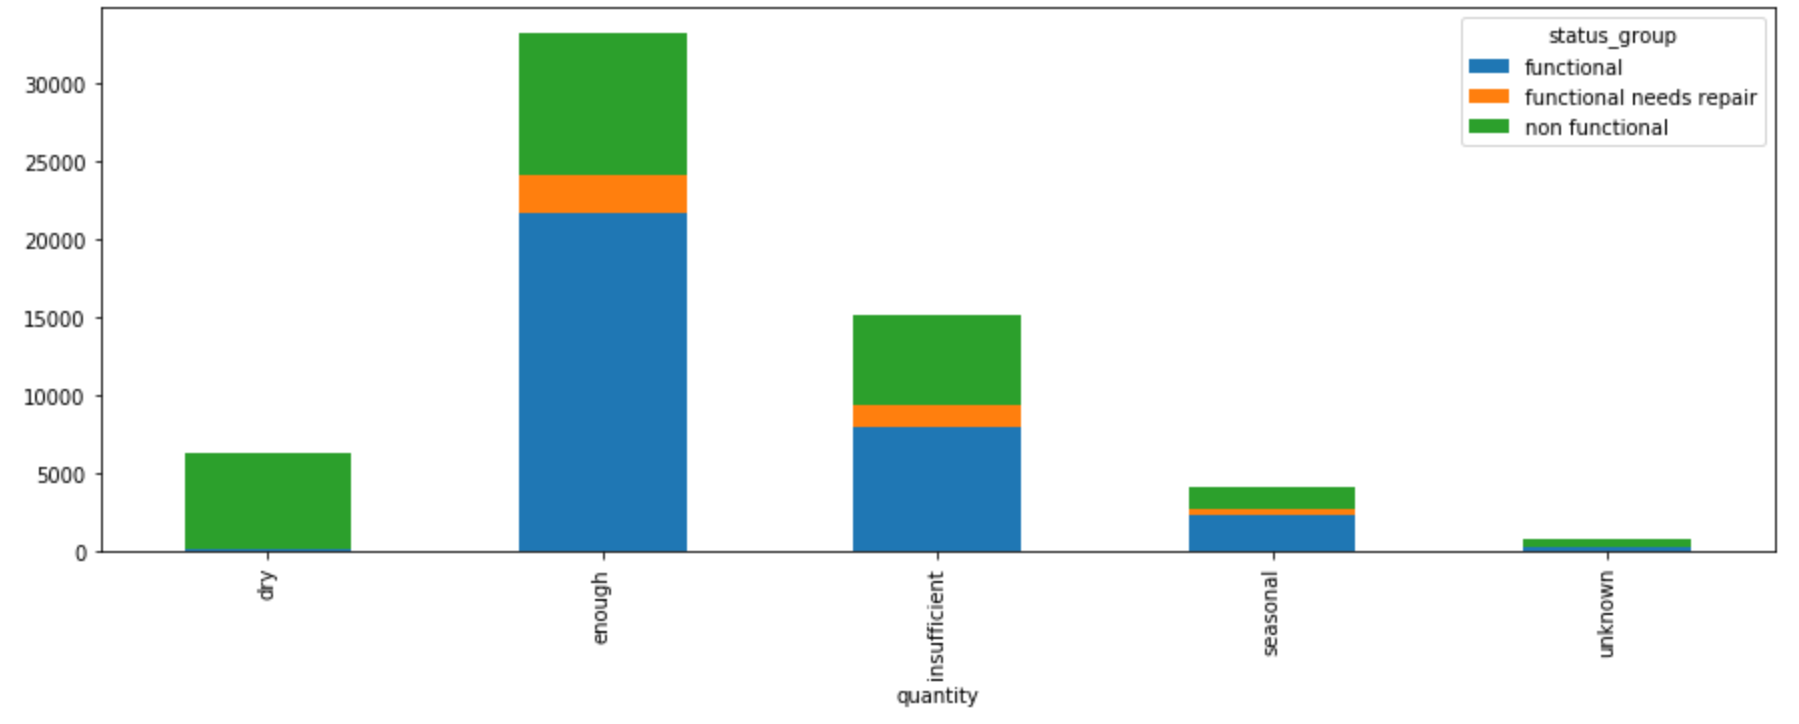 status_group
functional
functional needs repair
non functional
30000
25000
20000
15000
10000
5000
0
dry
enough
insufficient
seasonal
unknown
quantity